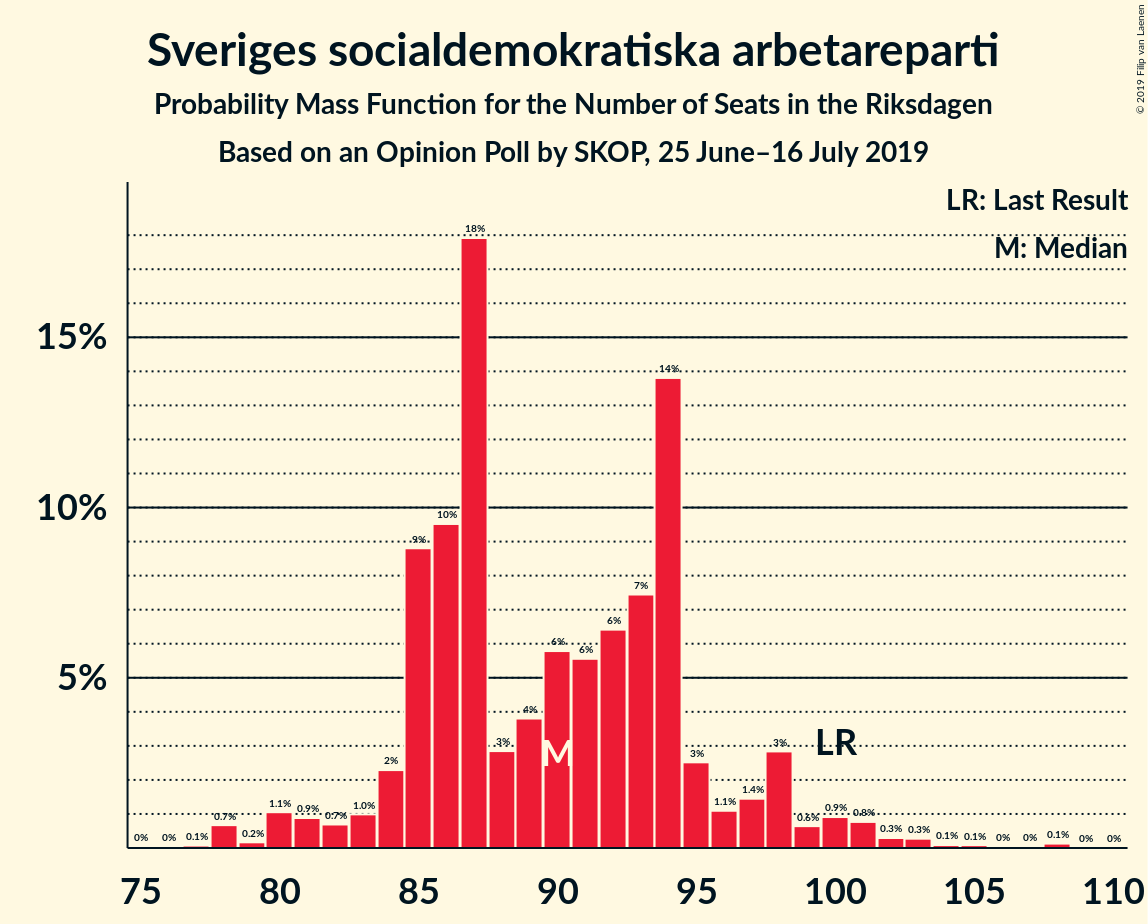 Sveriges socialdemokratiska arbetareparti
Probability Mass Function for the Number of Seats in the Riksdagen
Based on an Opinion Poll by SKOP, 25 June–16 July 2019
© 2019 Filip van Laenen
LR: Last Result
M: Median
15%
10%
5%
0% 0% 0.1% 0.7% 0.2% 1.1% 0.9% 0.7% 1.0% 2% 9% 10% 18% 3% 4% 6% 6% 6% 7% 14% 3% 1.1% 1.4% 3% 0.6% 0.9% 0.8% 0.3% 0.3% 0.1% 0.1% 0% 0% 0.1% 0% 0%
M
LR
75 80 85 90 95 100 105 110